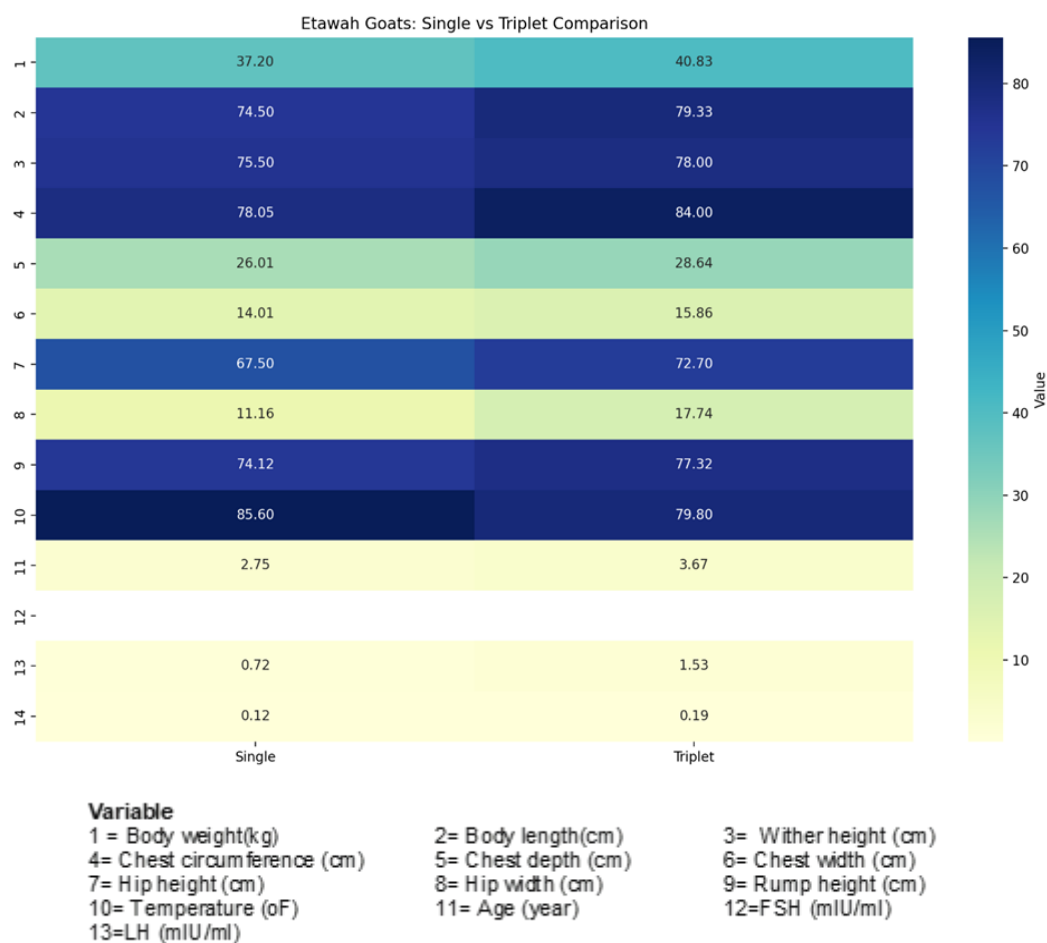 Etawah Goats: Single vs Triplet Comparison
1 37.20 40.83
2 74.50 79.33
3 75.50 78.00
4 78.05 84.00
5 26.01 28.64
6 14.01 15.86
7 67.50 72.70
8 11.16 17.74
9 74.12 77.32
10 85.60 79.80
11 2.75 3.67
12
13 0.72 1.53
14 0.12 0.19
Single Triplet
80
70
60
50
40
30
20
10
Value
Variable
1 = Body weight(kg) 2= Body length(cm) 3= Wither height (cm)
4= Chest circumference (cm) 5= Chest depth (cm) 6= Chest width (cm)
7= Hip height (cm) 8= Hip width (cm) 9= Rump height (cm)
10= Temperature (oF) 11= Age (year) 12=FSH (mIU/ml)
13=LH (mIU/ml)